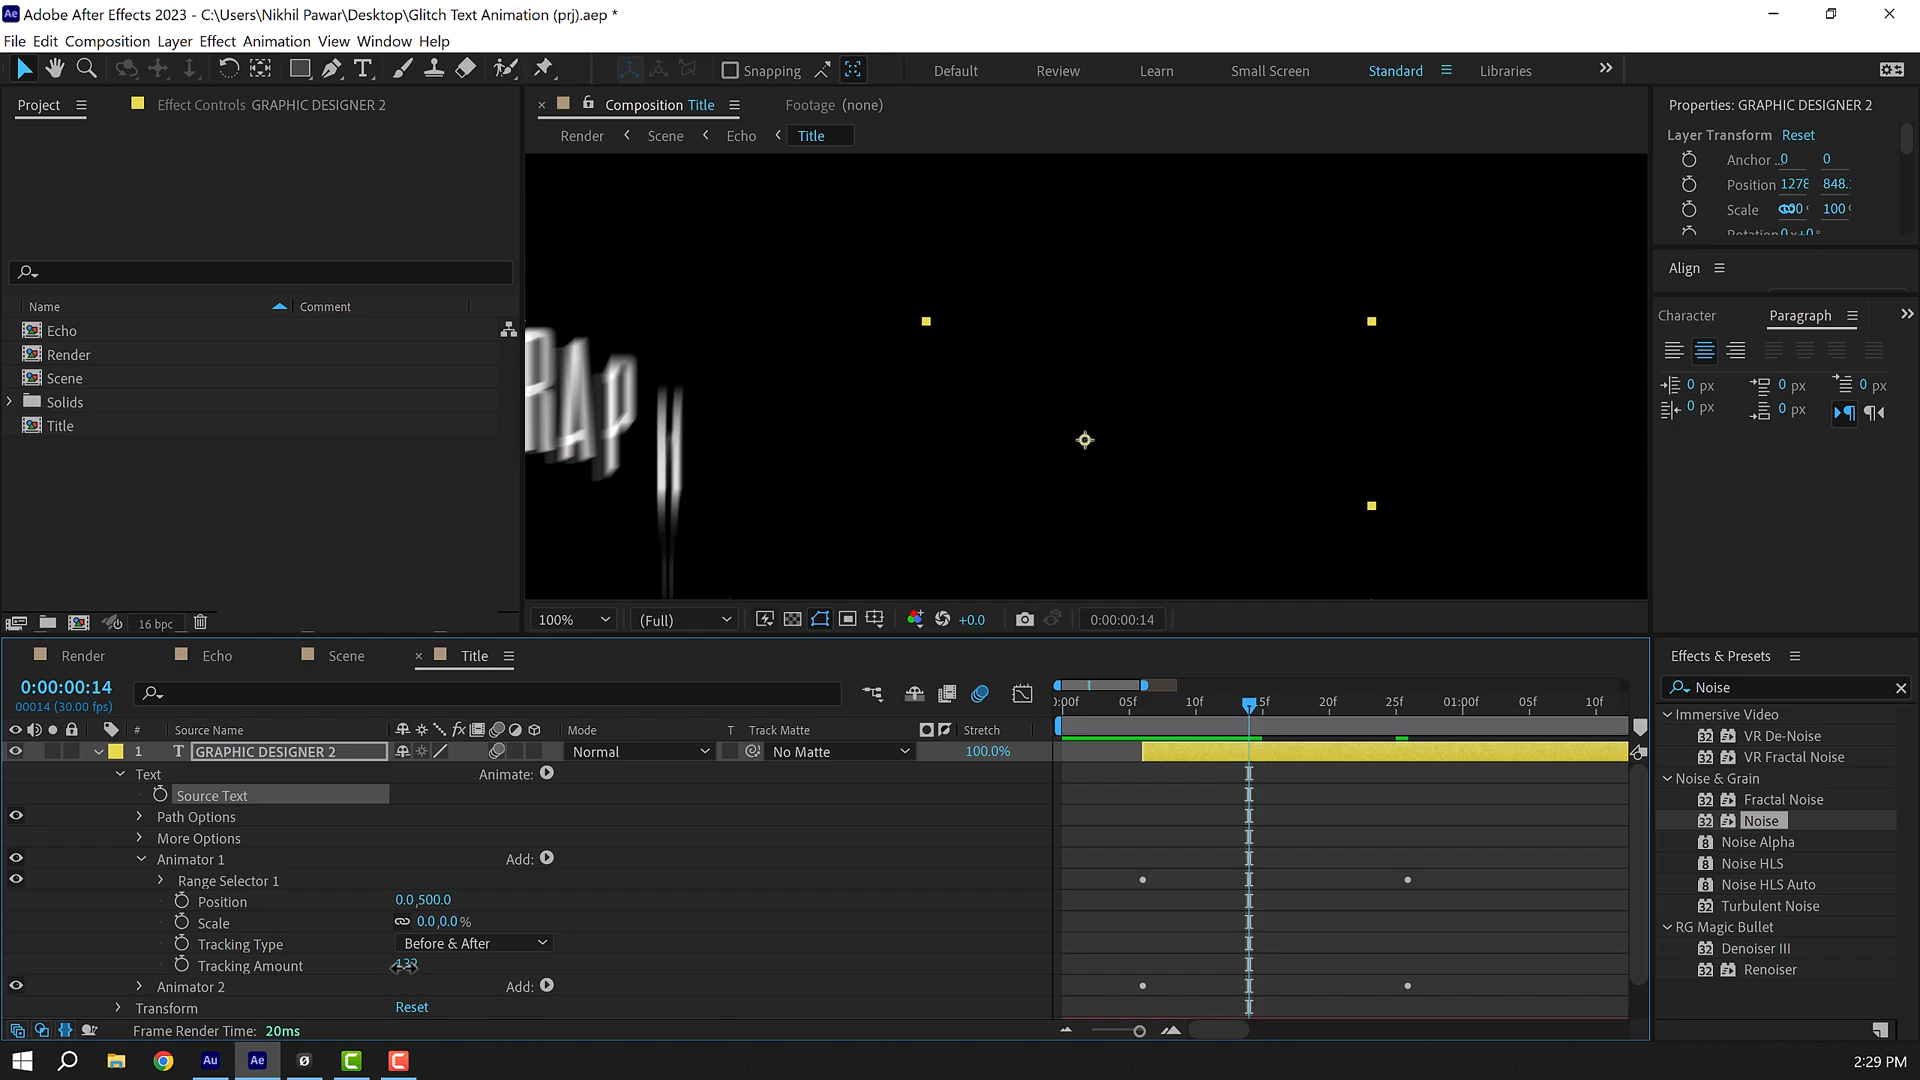 Adobe After Effects 2023 - C:\Users\Nikhil Pawar\Desktop\Glitch Text Animation (prj).aep *
File Edit Composition Layer Effect Animation View Window Help
Snapping
Default Review Learn Small Screen Standard Libraries
Project
Effect Controls GRAPHIC DESIGNER 2
Composition Title
Footage (none)
Properties: GRAPHIC DESIGNER 2
Render Scene Echo Title
Layer Transform Reset
Anchor .. 0 0
Position 1278 848.
Scale 100
Name Comment
Echo
Render
Scene
Solids
Title
RAP
Align
Character Paragraph
0 px 0 px 0 px
0 px 0 px
16 bpc
100% (Full) +0.0 0:00:00:14
Render Echo Scene Title
Effects & Presets
0:00:00:14
00014 (30.00 fps)
Noise
:00f 05f 10f 5f 20f 25f 01:00f 05f 10f
# Source Name Mode T Track Matte Stretch
1 T GRAPHIC DESIGNER 2 Normal No Matte 100.0%
Text Animate:
Source Text
Path Options
More Options
Animator 1 Add:
Range Selector 1
Position 0.0,500.0
Scale 0.0,0.0%
Tracking Type Before & After
Tracking Amount
Animator 2 Add:
Transform Reset
Frame Render Time: 20ms
Immersive Video
VR De-Noise
VR Fractal Noise
Noise & Grain
Fractal Noise
Noise
Noise Alpha
Noise HLS
Noise HLS Auto
Turbulent Noise
RG Magic Bullet
Denoiser III
Renoiser
Au Ae
2:29 PM